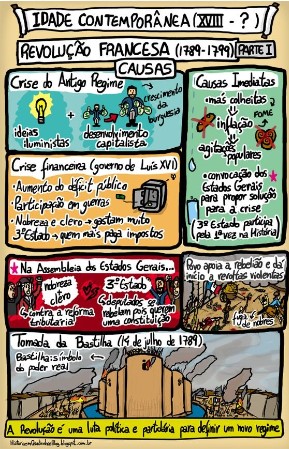 IDADE CONTEMPORÂNEA (XVIII - ?)
REVOLUÇÃO FRANCESA (1789-1799) PARTE I
CAUSAS
Crise do Antigo Regime
ideias
iluministas
+
desenvolvimento
capitalista
crescimento
da
burguesia
Causas Imediatas
• más colheitas
inflação
FOME
agitações
populares
• convocação dos
Estados Gerais
para propor solução
para a crise
(3º Estado participa
pela 1ª vez na História)
Crise financeira (governo de Luís XVI)
• Aumento do déficit público
• Participação em guerras
• Nobreza e clero → gastam muito
3º Estado → quem mais paga impostos
Na Assembleia dos Estados Gerais...
nobreza
clero
contra a reforma
tributária
3º Estado
deputados se
rebelam pois querem
uma constituição
Povo apoia a rebelião e dá
início a revoltas violentas
fuga de nobres
Tomada da Bastilha (14 de julho de 1789)
Bastilha: símbolo
do poder real
A Revolução é uma luta política e partidária para definir um novo regime